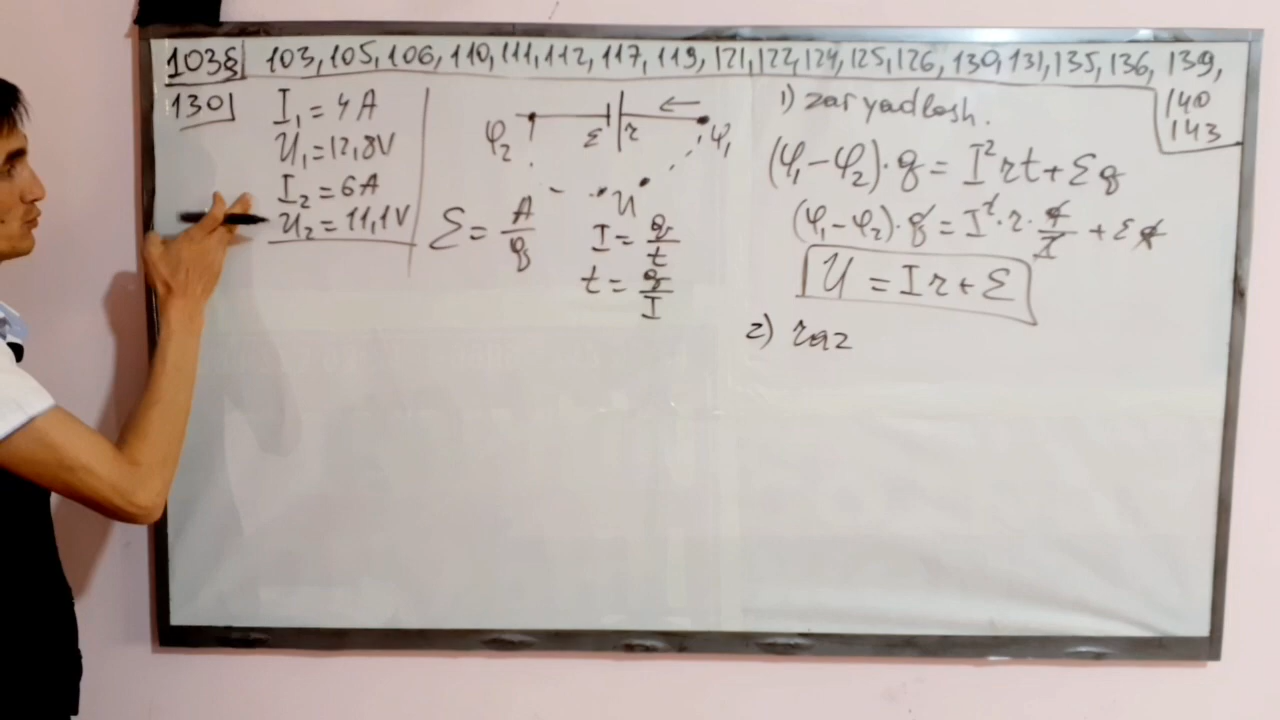 103§ 103, 105, 106, 110, 111, 112, 117, 119, 121, 122, 124, 125, 126, 130, 131, 135, 136, 139,
140
143
130
I₁ = 4 A
U₁ = 12,8V
I₂ = 6A
U₂ = 11,1V
φ₂ ε r φ₁
U
ε = A/q
I = q/t
t = q/I
1) zaryadlash.
(φ₁ - φ₂) · q = I²rt + εq
(φ₁ - φ₂) · q = I² · r · q/I + εq
U = Ir + ε
2) raz